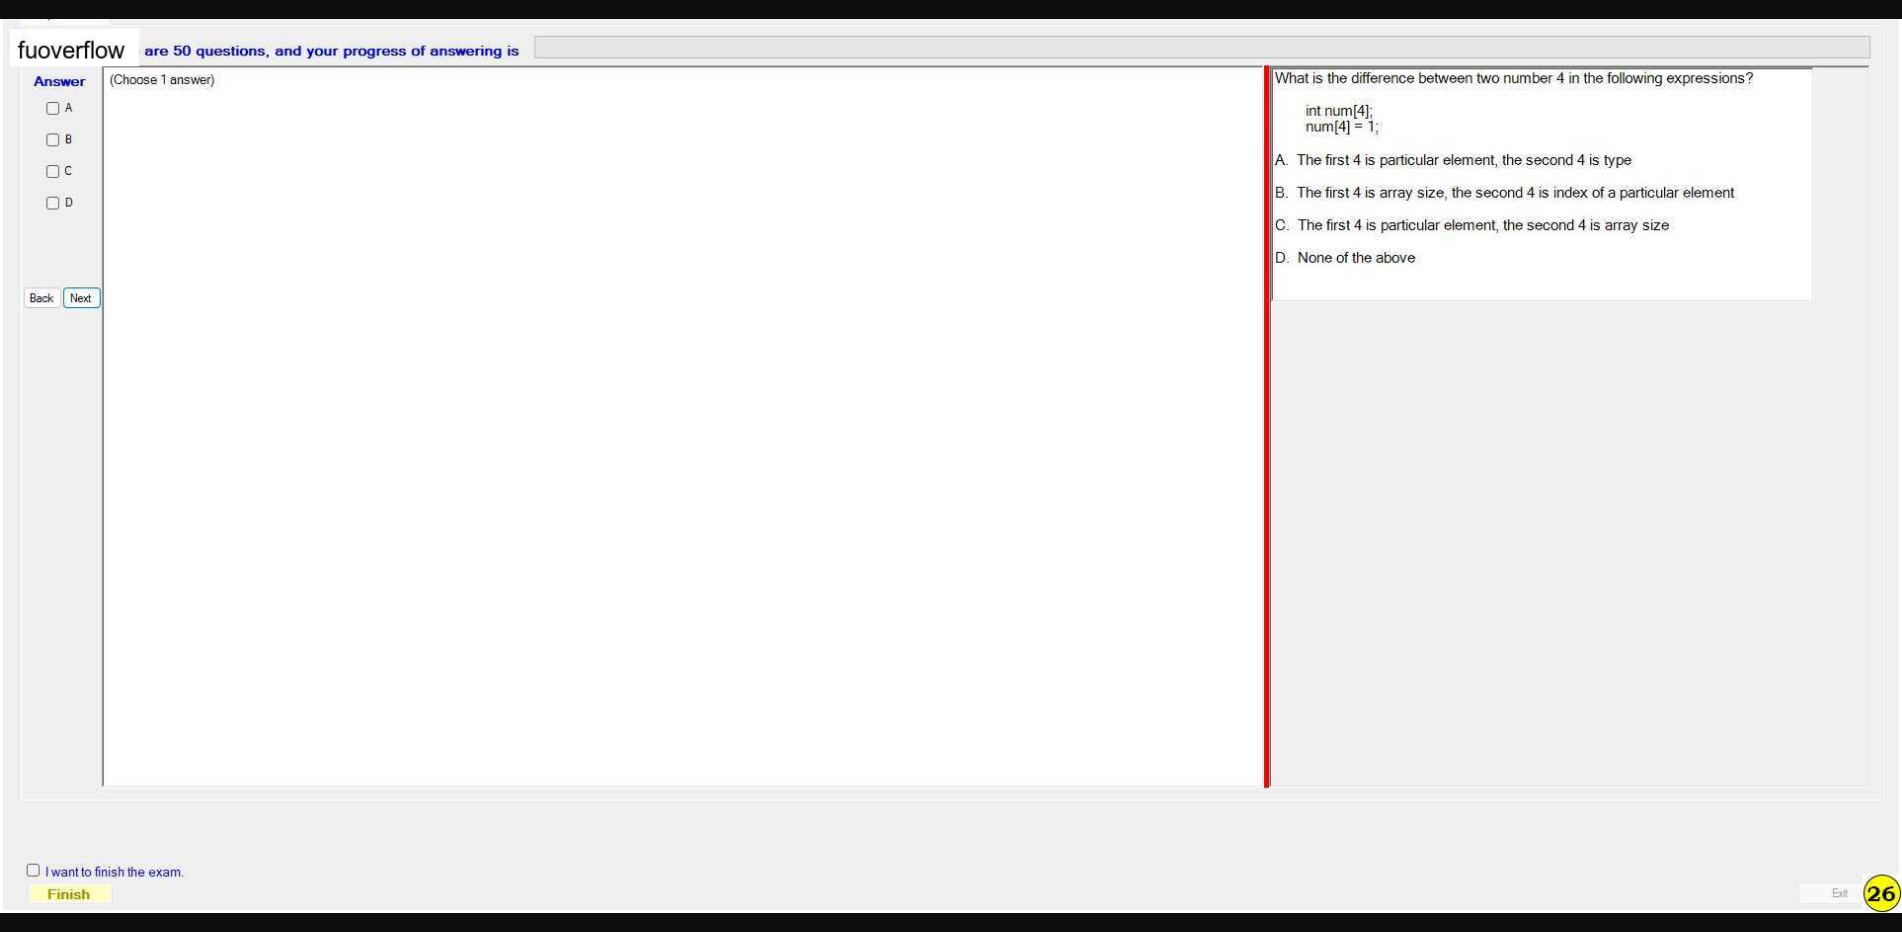 fuoverflow are 50 questions, and your progress of answering is
Answer
(Choose 1 answer)
A
B
C
D
Back Next
What is the difference between two number 4 in the following expressions?
int num[4];
num[4] = 1;
A. The first 4 is particular element, the second 4 is type
B. The first 4 is array size, the second 4 is index of a particular element
C. The first 4 is particular element, the second 4 is array size
D. None of the above
I want to finish the exam.
Finish
Exit
26